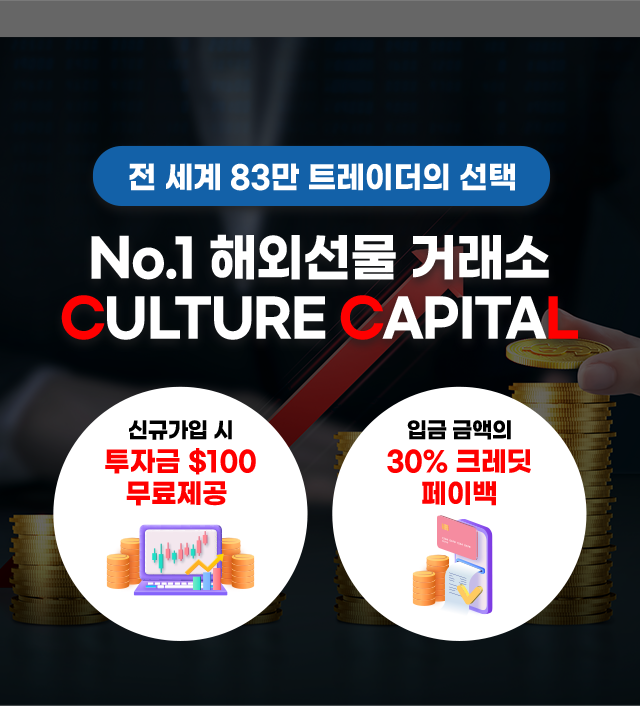 전 세계 83만 트레이더의 선택
No.1 해외선물 거래소
CULTURE CAPITAL
신규가입 시
투자금 $100
무료제공
입금 금액의
30% 크레딧
페이백